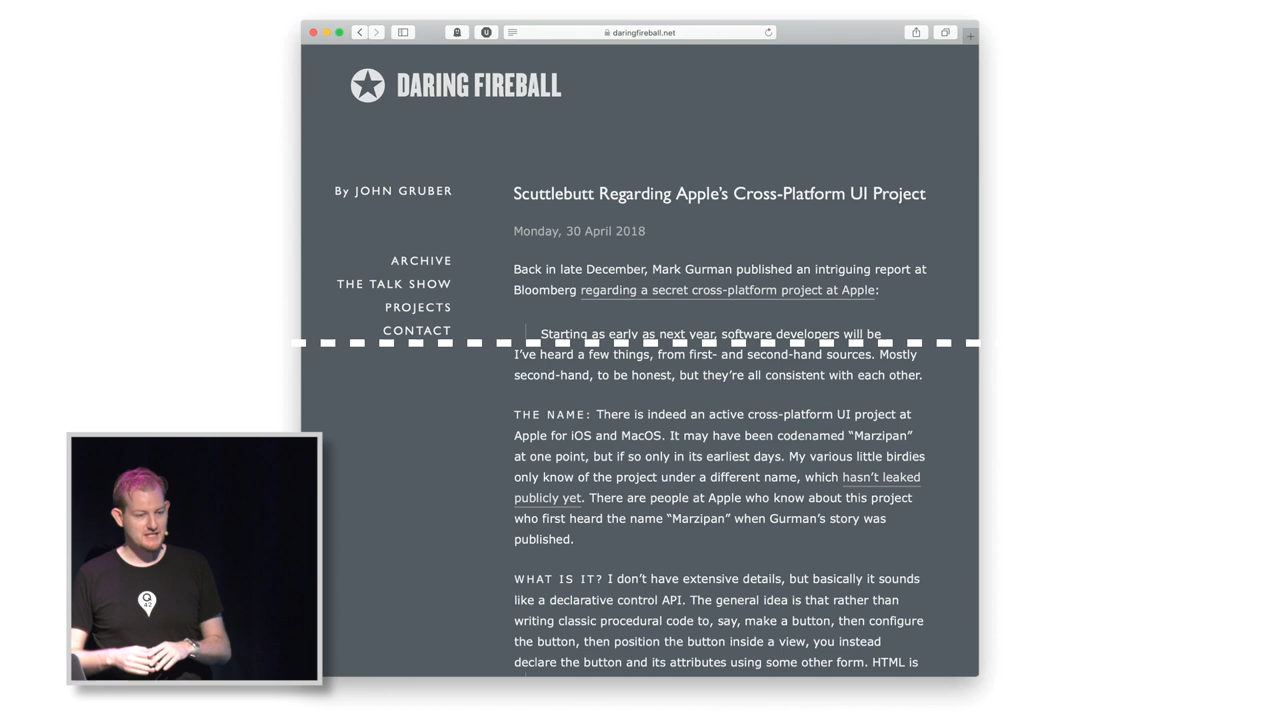 daringfireball.net
DARING FIREBALL
By JOHN GRUBER
ARCHIVE
THE TALK SHOW
PROJECTS
CONTACT
Scuttlebutt Regarding Apple’s Cross-Platform UI Project
Monday, 30 April 2018
Back in late December, Mark Gurman published an intriguing report at
Bloomberg regarding a secret cross-platform project at Apple:
Starting as early as next year, software developers will be
I’ve heard a few things, from first- and second-hand sources. Mostly
second-hand, to be honest, but they’re all consistent with each other.
THE NAME: There is indeed an active cross-platform UI project at
Apple for iOS and MacOS. It may have been codenamed “Marzipan”
at one point, but if so only in its earliest days. My various little birdies
only know of the project under a different name, which hasn’t leaked
publicly yet. There are people at Apple who know about this project
who first heard the name “Marzipan” when Gurman’s story was
published.
WHAT IS IT? I don’t have extensive details, but basically it sounds
like a declarative control API. The general idea is that rather than
writing classic procedural code to, say, make a button, then configure
the button, then position the button inside a view, you instead
declare the button and its attributes using some other form. HTML is
Q
42